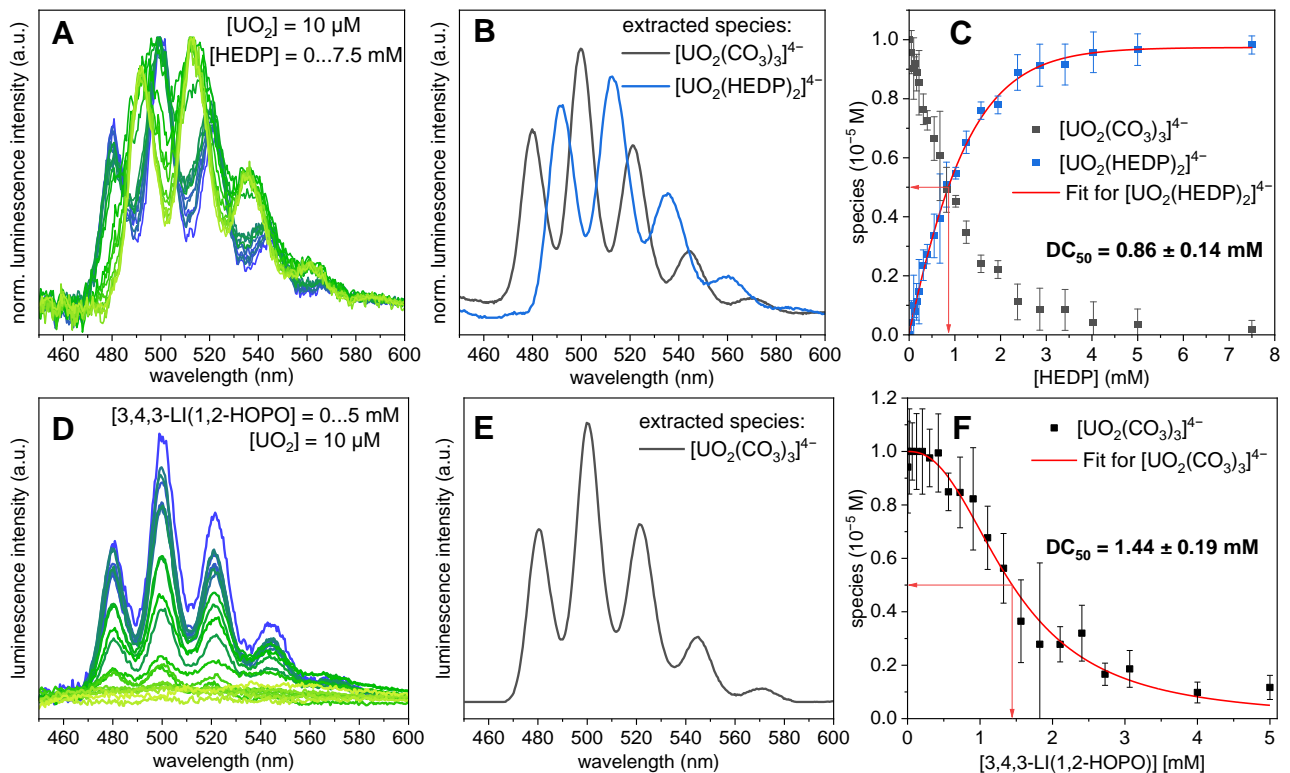 A
[UO₂] = 10 µM
[HEDP] = 0...7.5 mM
norm. luminescence intensity (a.u.)
460 480 500 520 540 560 580 600
wavelength (nm)
B
extracted species:
[UO₂(CO₃)₃]⁴⁻
[UO₂(HEDP)₂]⁴⁻
norm. luminescence intensity (a.u.)
460 480 500 520 540 560 580 600
wavelength (nm)
C
species (10⁻⁵ M)
1.0
0.8
0.6
0.4
0.2
0.0
[UO₂(CO₃)₃]⁴⁻
[UO₂(HEDP)₂]⁴⁻
Fit for [UO₂(HEDP)₂]⁴⁻
DC₅₀ = 0.86 ± 0.14 mM
0 1 2 3 4 5 6 7 8
[HEDP] (mM)
D
[3,4,3-LI(1,2-HOPO] = 0...5 mM
[UO₂] = 10 µM
luminescence intensity (a.u.)
460 480 500 520 540 560 580 600
wavelength (nm)
E
extracted species:
[UO₂(CO₃)₃]⁴⁻
luminescence intensity (a.u.)
460 480 500 520 540 560 580 600
wavelength (nm)
F
species (10⁻⁵ M)
1.2
1.0
0.8
0.6
0.4
0.2
0.0
[UO₂(CO₃)₃]⁴⁻
Fit for [UO₂(CO₃)₃]⁴⁻
DC₅₀ = 1.44 ± 0.19 mM
0 1 2 3 4 5
[3,4,3-LI(1,2-HOPO)] [mM]